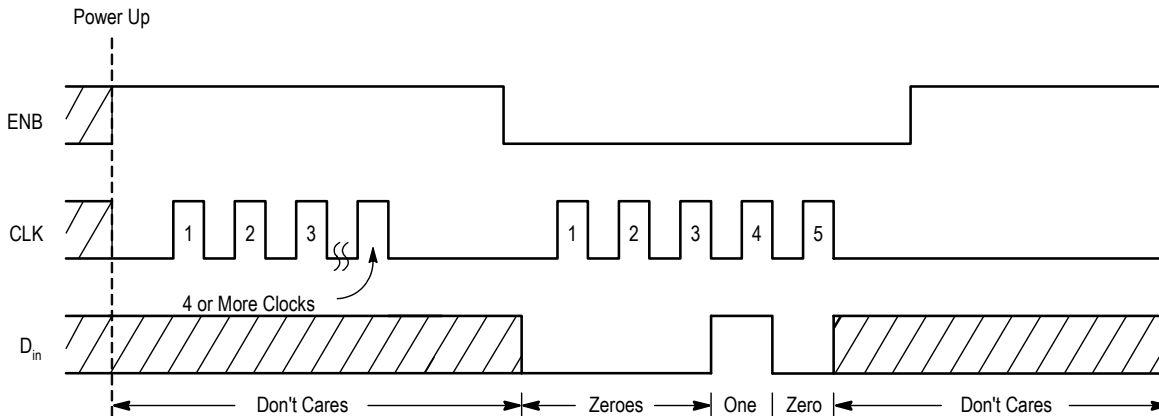 Power Up
ENB
CLK
1 2 3 1 2 3 4 5
4 or More Clocks
Din
Don't Cares Zeroes One Zero Don't Cares